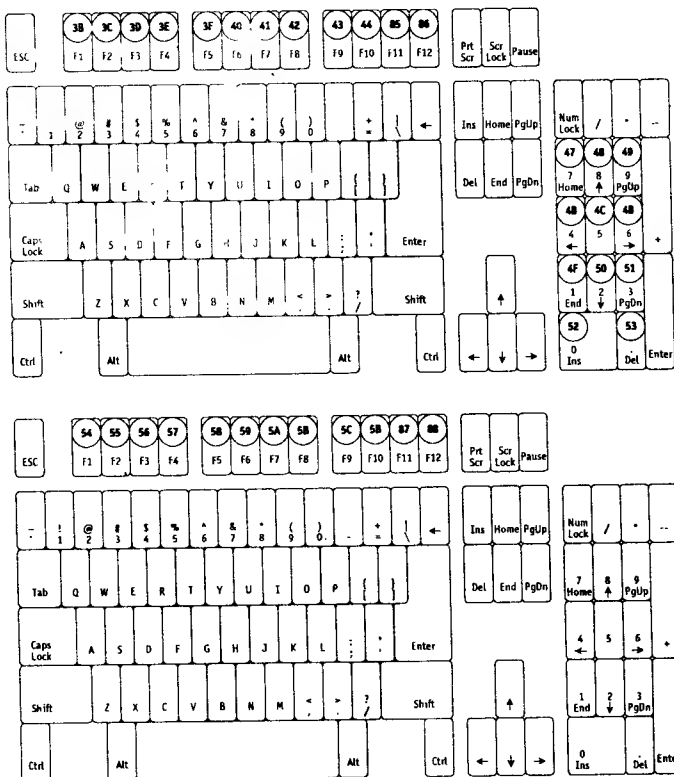 3B 3C 3D 3E 3F 40 41 42 43 44 85 86
ESC F1 F2 F3 F4 F5 F6 F7 F8 F9 F10 F11 F12 Prt Scr Scr Lock Pause
1 @ 2 # 3 $ 4 % 5 ^ 6 & 7 * 8 ( 9 ) 0 + = | \ ← Ins Home PgUp Num Lock / * --
47 48 49
Tab Q W E T Y U I O P { } Del End PgDn 7 Home 8 ↑ 9 PgUp
4B 4C 4B
Caps Lock A S D F G H J K L : ; " ' Enter 4 ← 5 6 → +
4F 50 51
Shift Z X C V B N M < , > . ? / Shift ↑ 1 End 2 ↓ 3 PgDn
52 53
Ctrl Alt Alt Ctrl ← ↓ → 0 Ins . Del Enter
54 55 56 57 58 59 5A 5B 5C 5B 87 88
ESC F1 F2 F3 F4 F5 F6 F7 F8 F9 F10 F11 F12 Prt Scr Scr Lock Pause
! 1 @ 2 # 3 $ 4 % 5 ^ 6 & 7 * 8 ( 9 ) 0 - + = | \ ← Ins Home PgUp Num Lock / * --
Tab Q W E R T Y U I O P { } Del End PgDn 7 Home 8 ↑ 9 PgUp
Caps Lock A S D F G H J K L : ; " ' Enter 4 ← 5 6 → +
Shift Z X C V B N M < , > . ? / Shift ↑ 1 End 2 ↓ 3 PgDn
Ctrl Alt Alt Ctrl ← ↓ → 0 Ins . Del